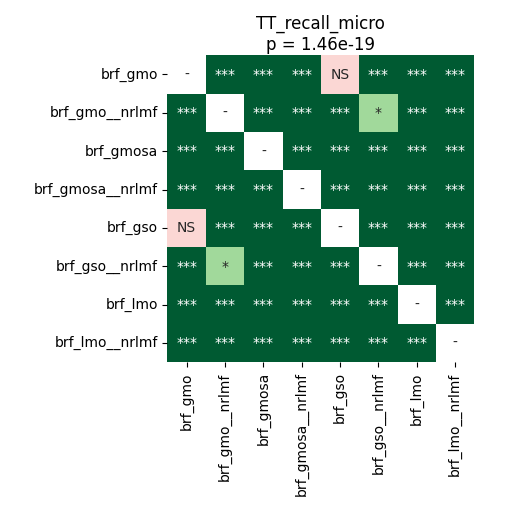 TT_recall_micro
p = 1.46e-19
brf_gmo - *** *** *** NS *** *** ***
brf_gmo__nrlmf *** - *** *** *** * *** ***
brf_gmosa *** *** - *** *** *** *** ***
brf_gmosa__nrlmf *** *** *** - *** *** *** ***
brf_gso NS *** *** *** - *** *** ***
brf_gso__nrlmf *** * *** *** *** - *** ***
brf_lmo *** *** *** *** *** *** - ***
brf_lmo__nrlmf *** *** *** *** *** *** *** -
brf_gmo
brf_gmo__nrlmf
brf_gmosa
brf_gmosa__nrlmf
brf_gso
brf_gso__nrlmf
brf_lmo
brf_lmo__nrlmf